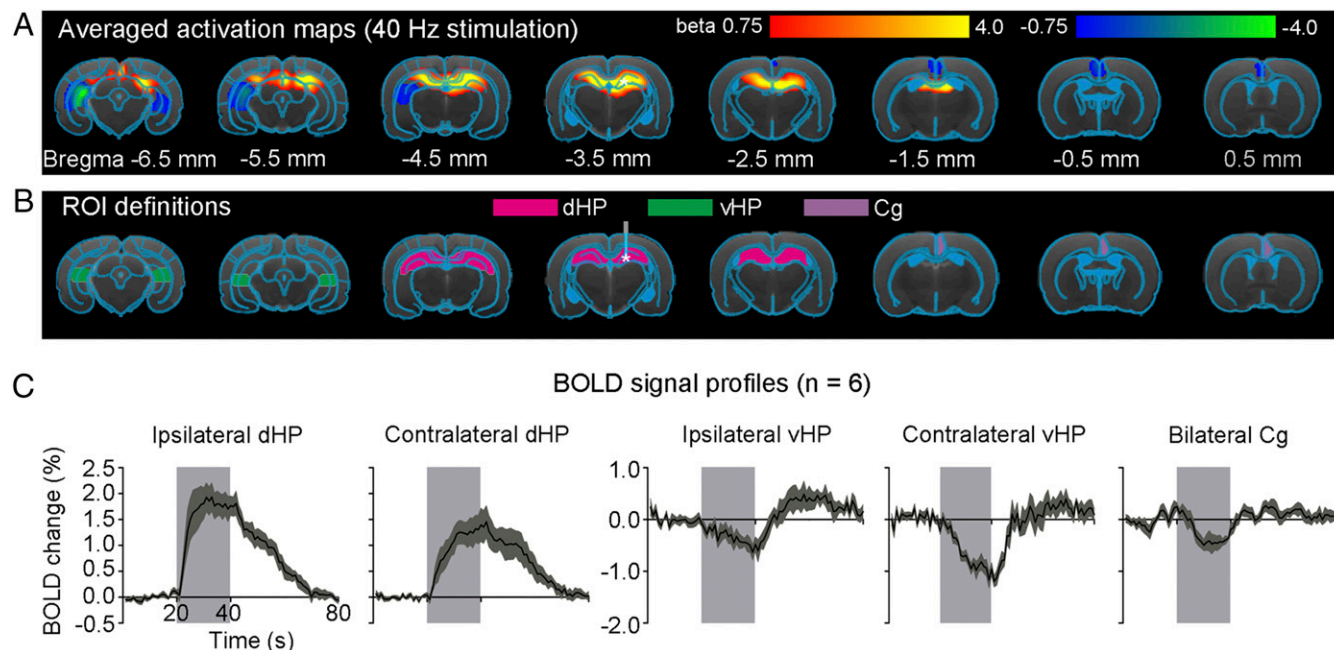 A
Averaged activation maps (40 Hz stimulation)
beta 0.75 4.0 -0.75 -4.0
Bregma -6.5 mm -5.5 mm -4.5 mm -3.5 mm -2.5 mm -1.5 mm -0.5 mm 0.5 mm
B
ROI definitions dHP vHP Cg
*
C
BOLD signal profiles (n = 6)
Ipsilateral dHP Contralateral dHP Ipsilateral vHP Contralateral vHP Bilateral Cg
BOLD change (%)
2.5
2.0
1.5
1.0
0.5
0.0
-0.5
20 40 80
Time (s)
1.0
0.0
-1.0
-2.0